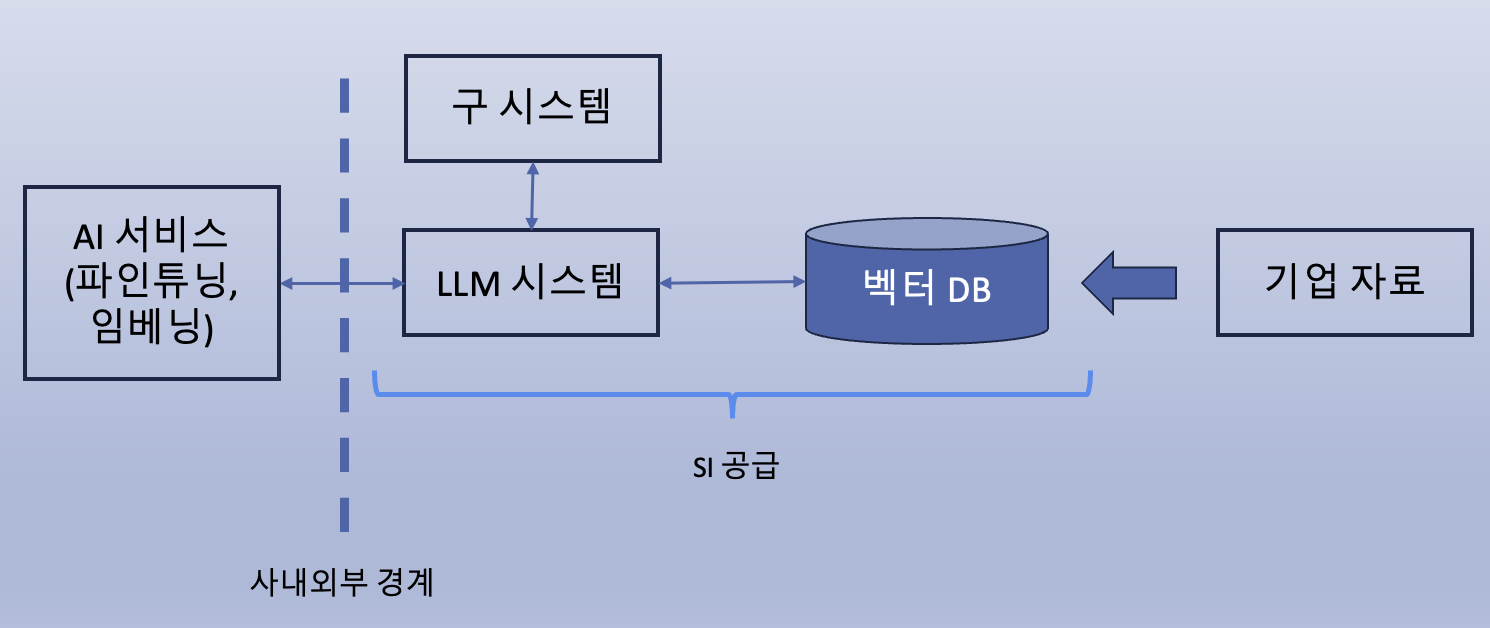 구 시스템
AI 서비스
(파인튜닝,
임베닝)
LLM 시스템
벡터 DB
기업 자료
SI 공급
사내외부 경계